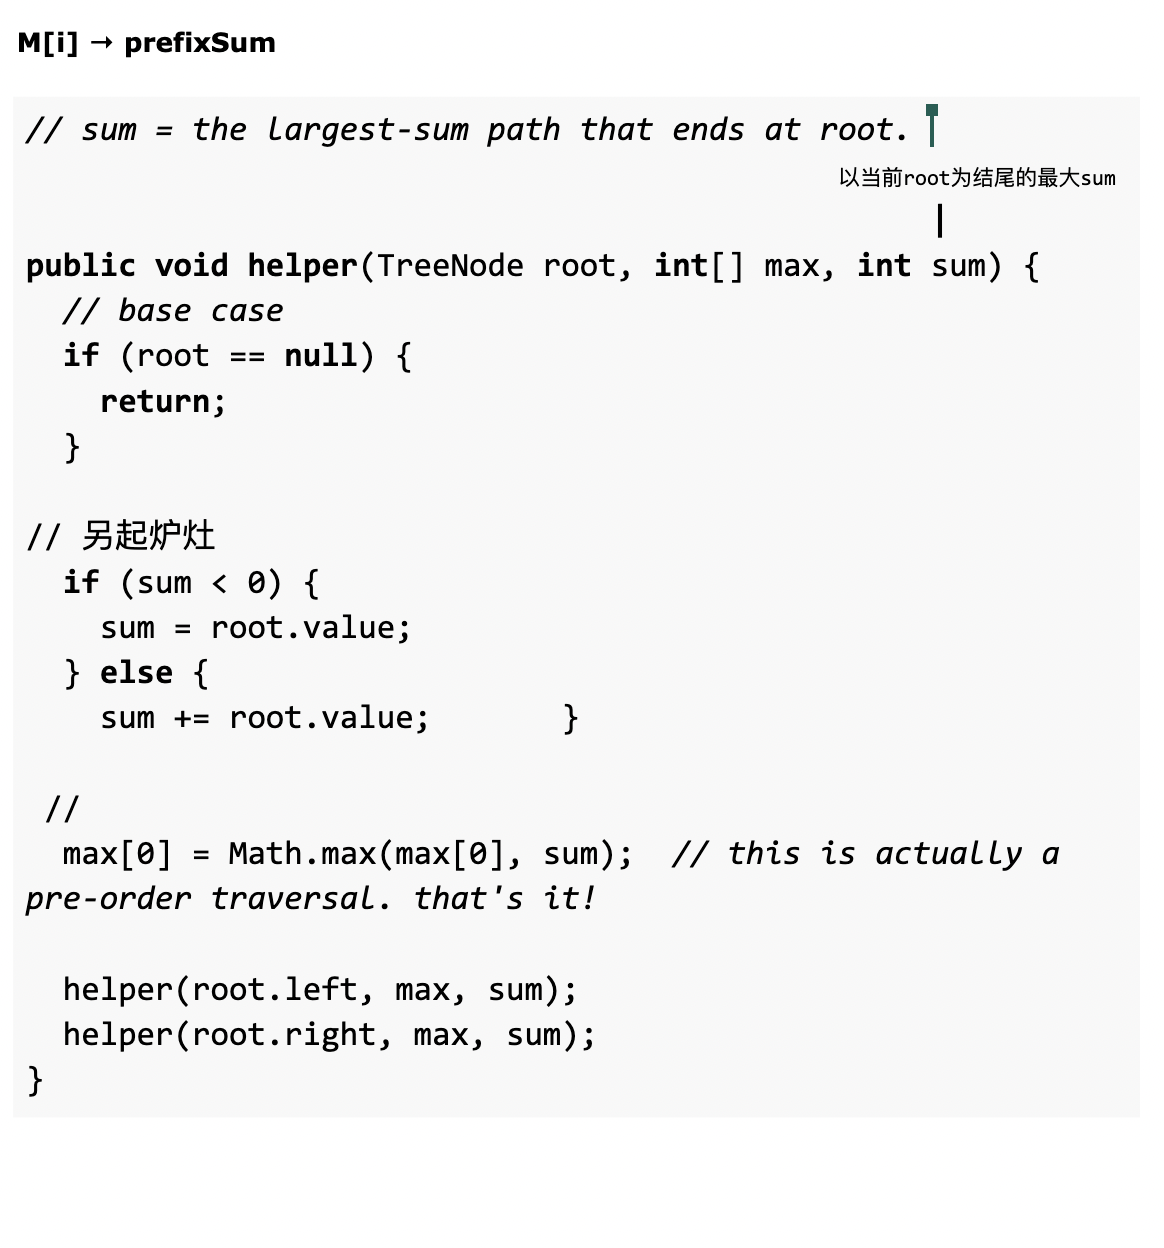 M[i] → prefixSum
// sum = the largest-sum path that ends at root.
以当前root为结尾的最大sum
public void helper(TreeNode root, int[] max, int sum) {
  // base case
  if (root == null) {
    return;
  }
// 另起炉灶
  if (sum < 0) {
    sum = root.value;
  } else {
    sum += root.value;       }
 //
  max[0] = Math.max(max[0], sum);  // this is actually a
pre-order traversal. that's it!
  helper(root.left, max, sum);
  helper(root.right, max, sum);
}